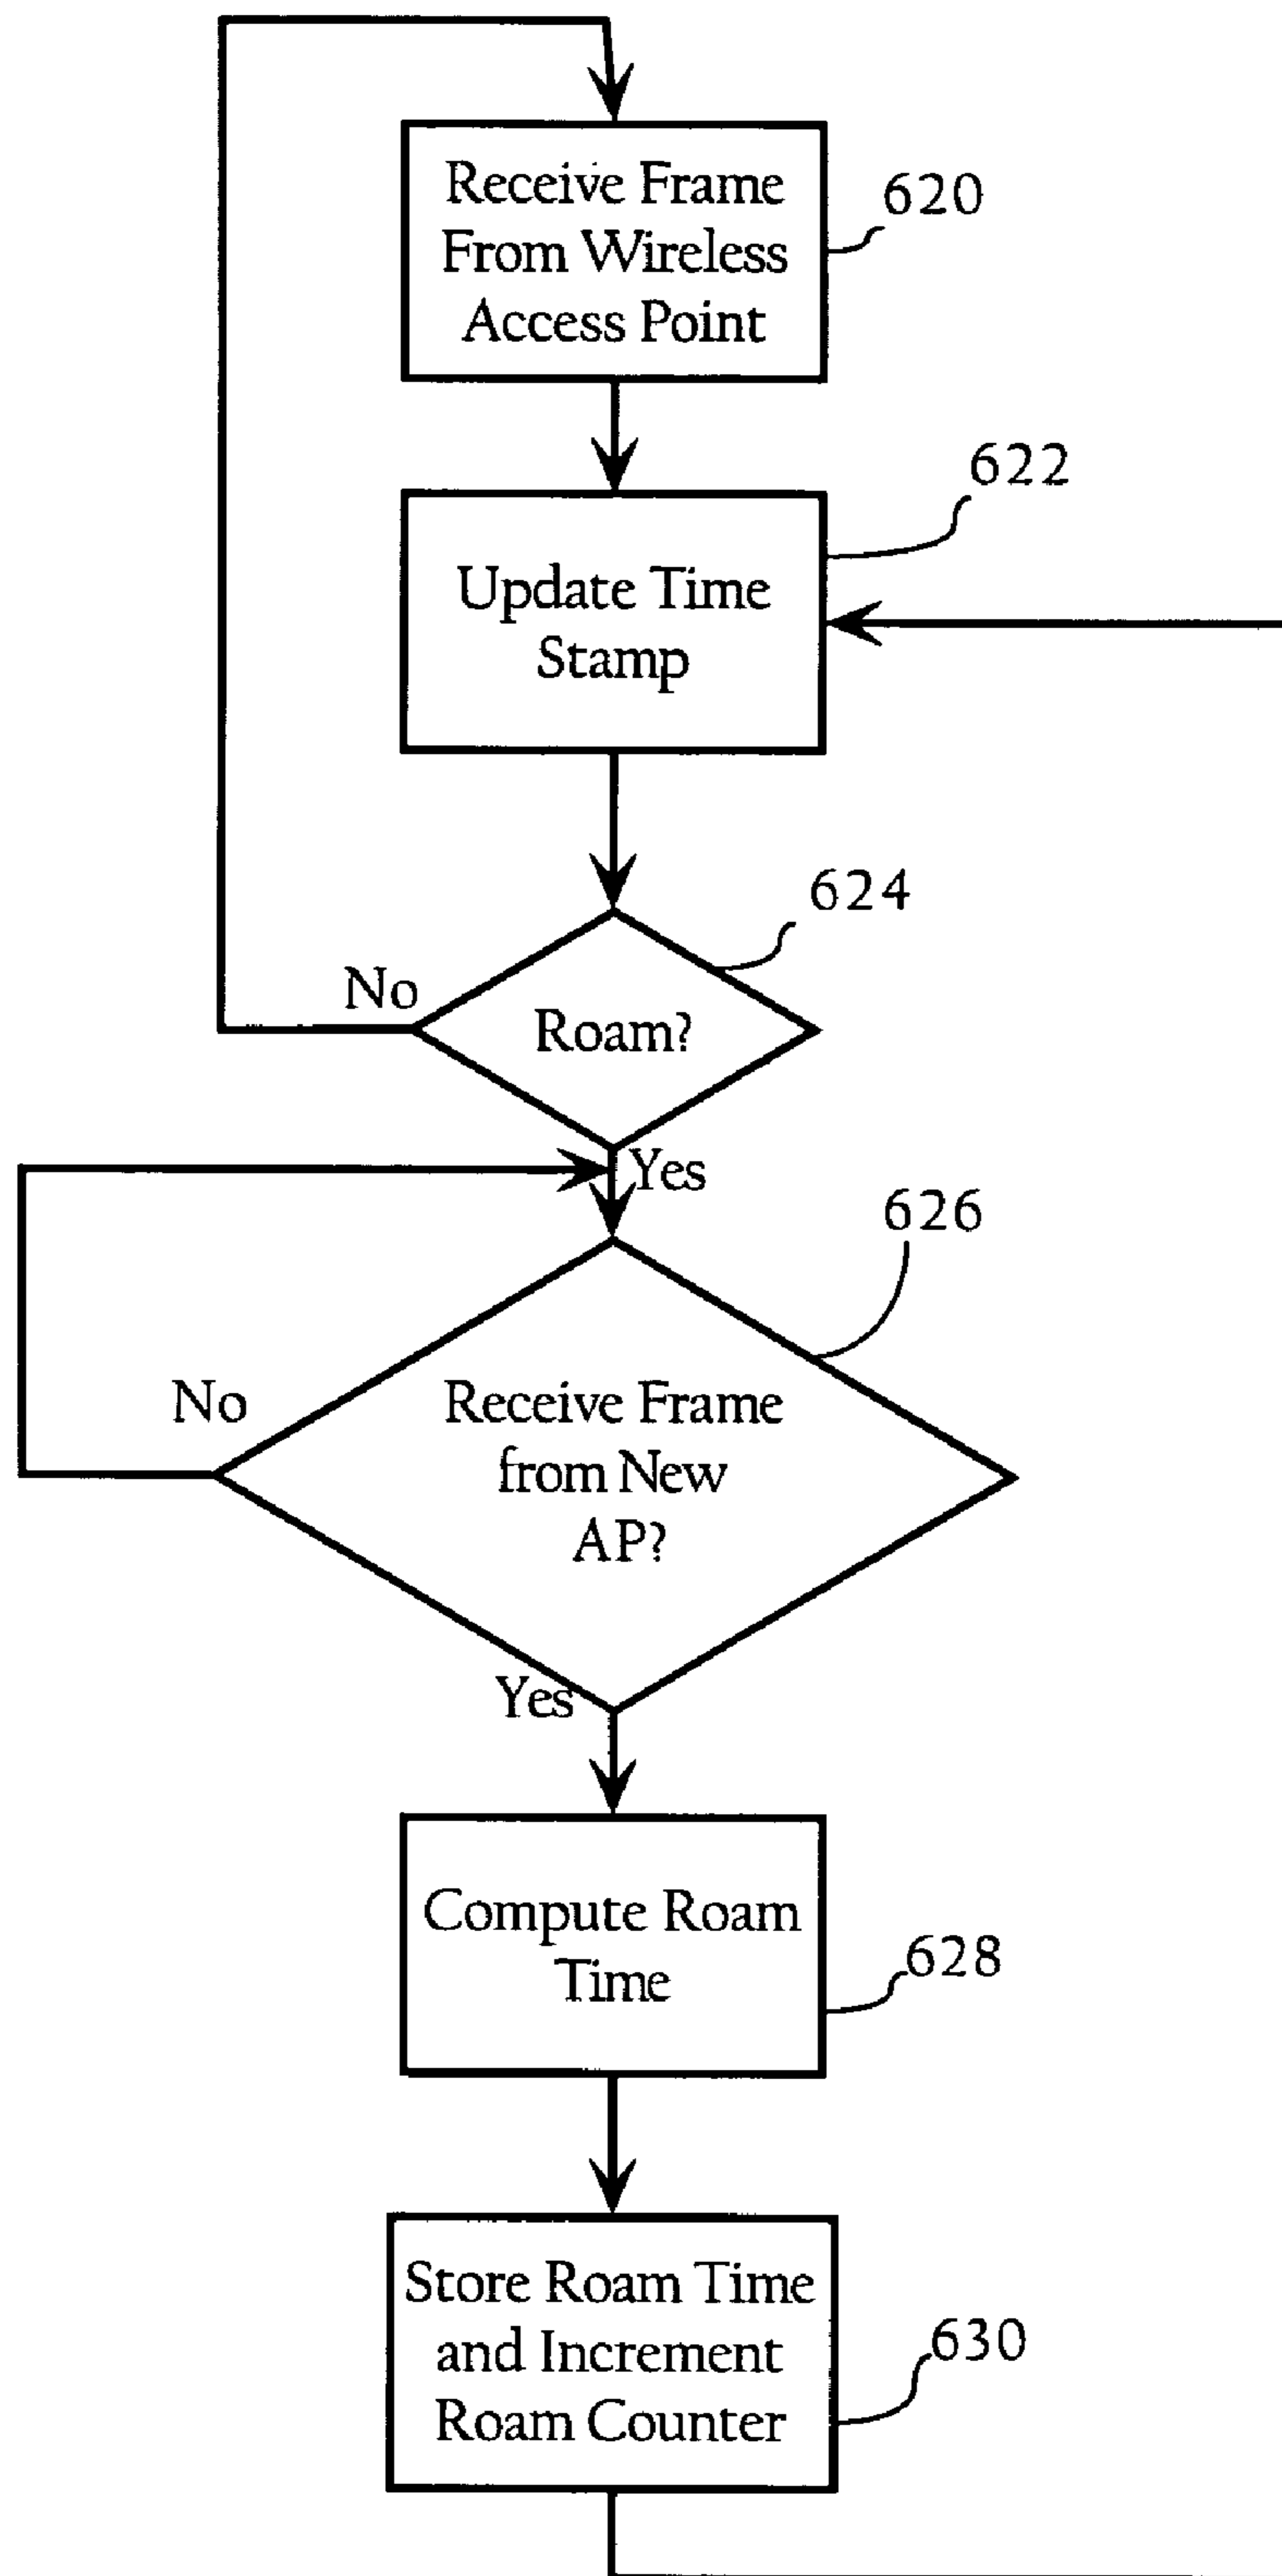 Receive Frame
From Wireless
Access Point
620
Update Time
Stamp
622
Roam?
624
No
Yes
Receive Frame
from New
AP?
626
No
Yes
Compute Roam
Time
628
Store Roam Time
and Increment
Roam Counter
630